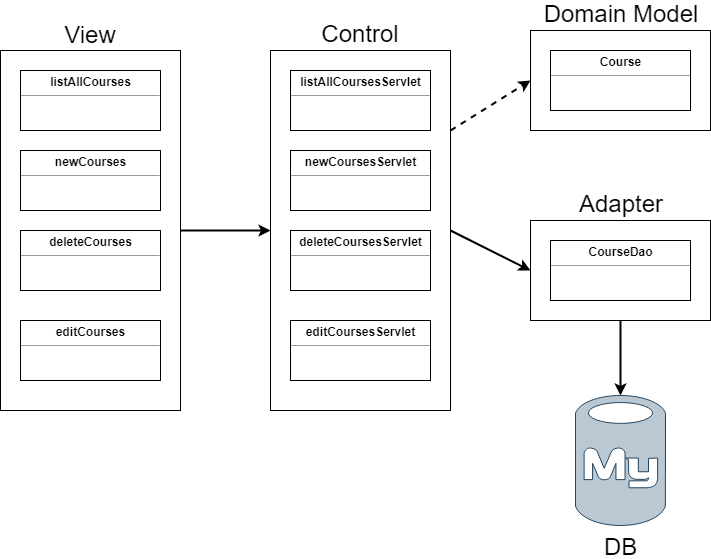 View
listAllCourses
newCourses
deleteCourses
editCourses
Control
listAllCoursesServlet
newCoursesServlet
deleteCoursesServlet
editCoursesServlet
Domain Model
Course
Adapter
CourseDao
My
DB